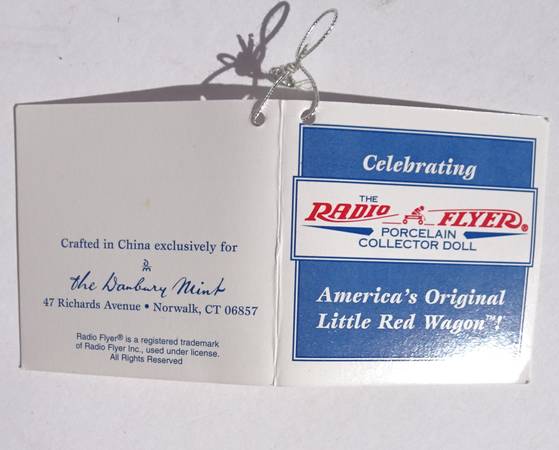 Crafted in China exclusively for
DM
The Danbury Mint
47 Richards Avenue • Norwalk, CT 06857
Radio Flyer® is a registered trademark
of Radio Flyer Inc., used under license.
All Rights Reserved
Celebrating
THE
RADIO FLYER®
PORCELAIN
COLLECTOR DOLL
America's Original
Little Red Wagon™!